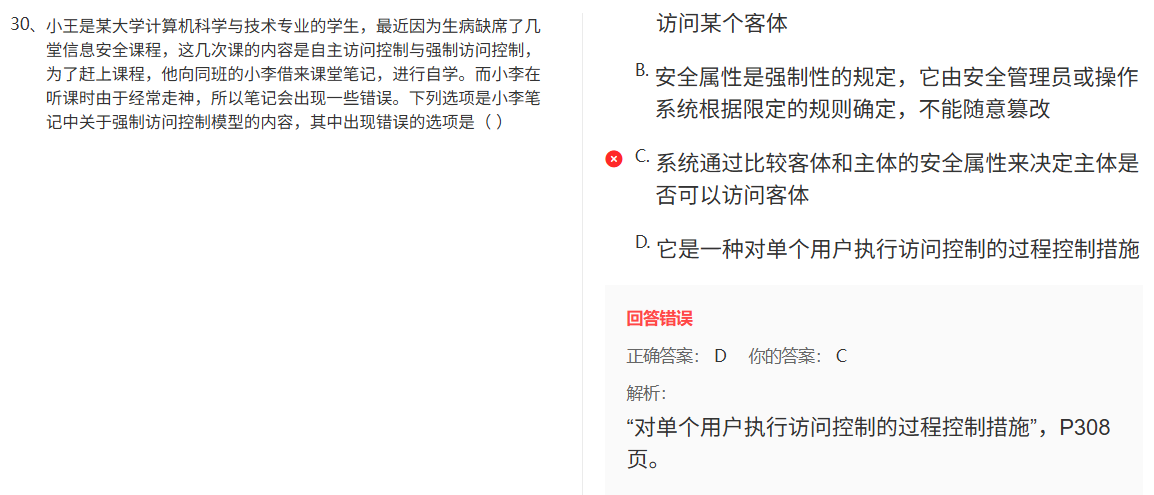 30、小王是某大学计算机科学与技术专业的学生，最近因为生病缺席了几
堂信息安全课程，这几次课的内容是自主访问控制与强制访问控制，
为了赶上课程，他向同班的小李借来课堂笔记，进行自学。而小李在
听课时由于经常走神，所以笔记会出现一些错误。下列选项是小李笔
记中关于强制访问控制模型的内容，其中出现错误的选项是（ ）
访问某个客体
B. 安全属性是强制性的规定，它由安全管理员或操作
系统根据限定的规则确定，不能随意篡改
C. 系统通过比较客体和主体的安全属性来决定主体是
否可以访问客体
D. 它是一种对单个用户执行访问控制的过程控制措施
回答错误
正确答案： D 你的答案： C
解析：
“对单个用户执行访问控制的过程控制措施”，P308
页。